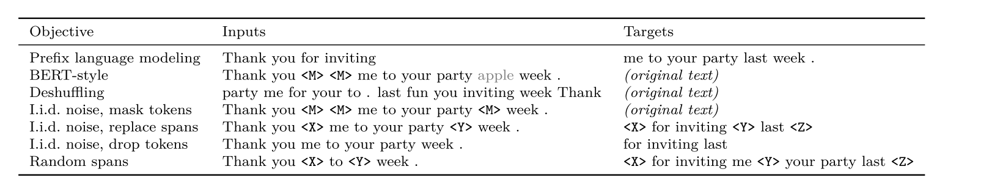 Objective Inputs Targets
Prefix language modeling Thank you for inviting me to your party last week .
BERT-style Thank you <M> <M> me to your party apple week . (original text)
Deshuffling party me for your to . last fun you inviting week Thank (original text)
I.i.d. noise, mask tokens Thank you <M> <M> me to your party <M> week . (original text)
I.i.d. noise, replace spans Thank you <X> me to your party <Y> week . <X> for inviting <Y> last <Z>
I.i.d. noise, drop tokens Thank you me to your party week . for inviting last
Random spans Thank you <X> to <Y> week . <X> for inviting me <Y> your party last <Z>